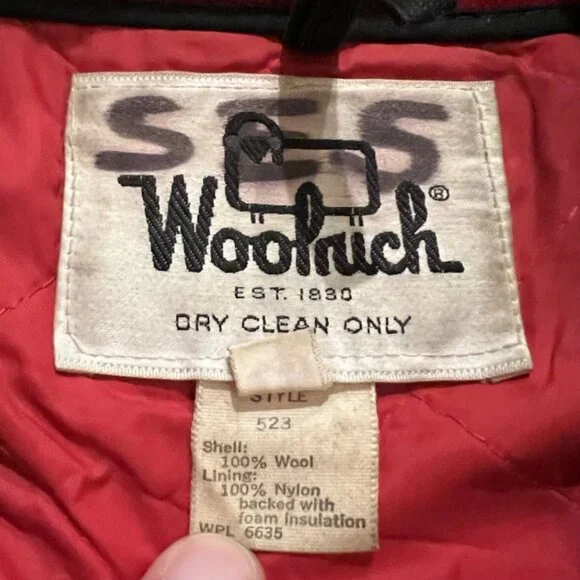 SES
Woolrich®
EST. 1830
DRY CLEAN ONLY
STYLE
523
Shell:
100% Wool
Lining:
100% Nylon
backed with
foam insulation
WPL 6635